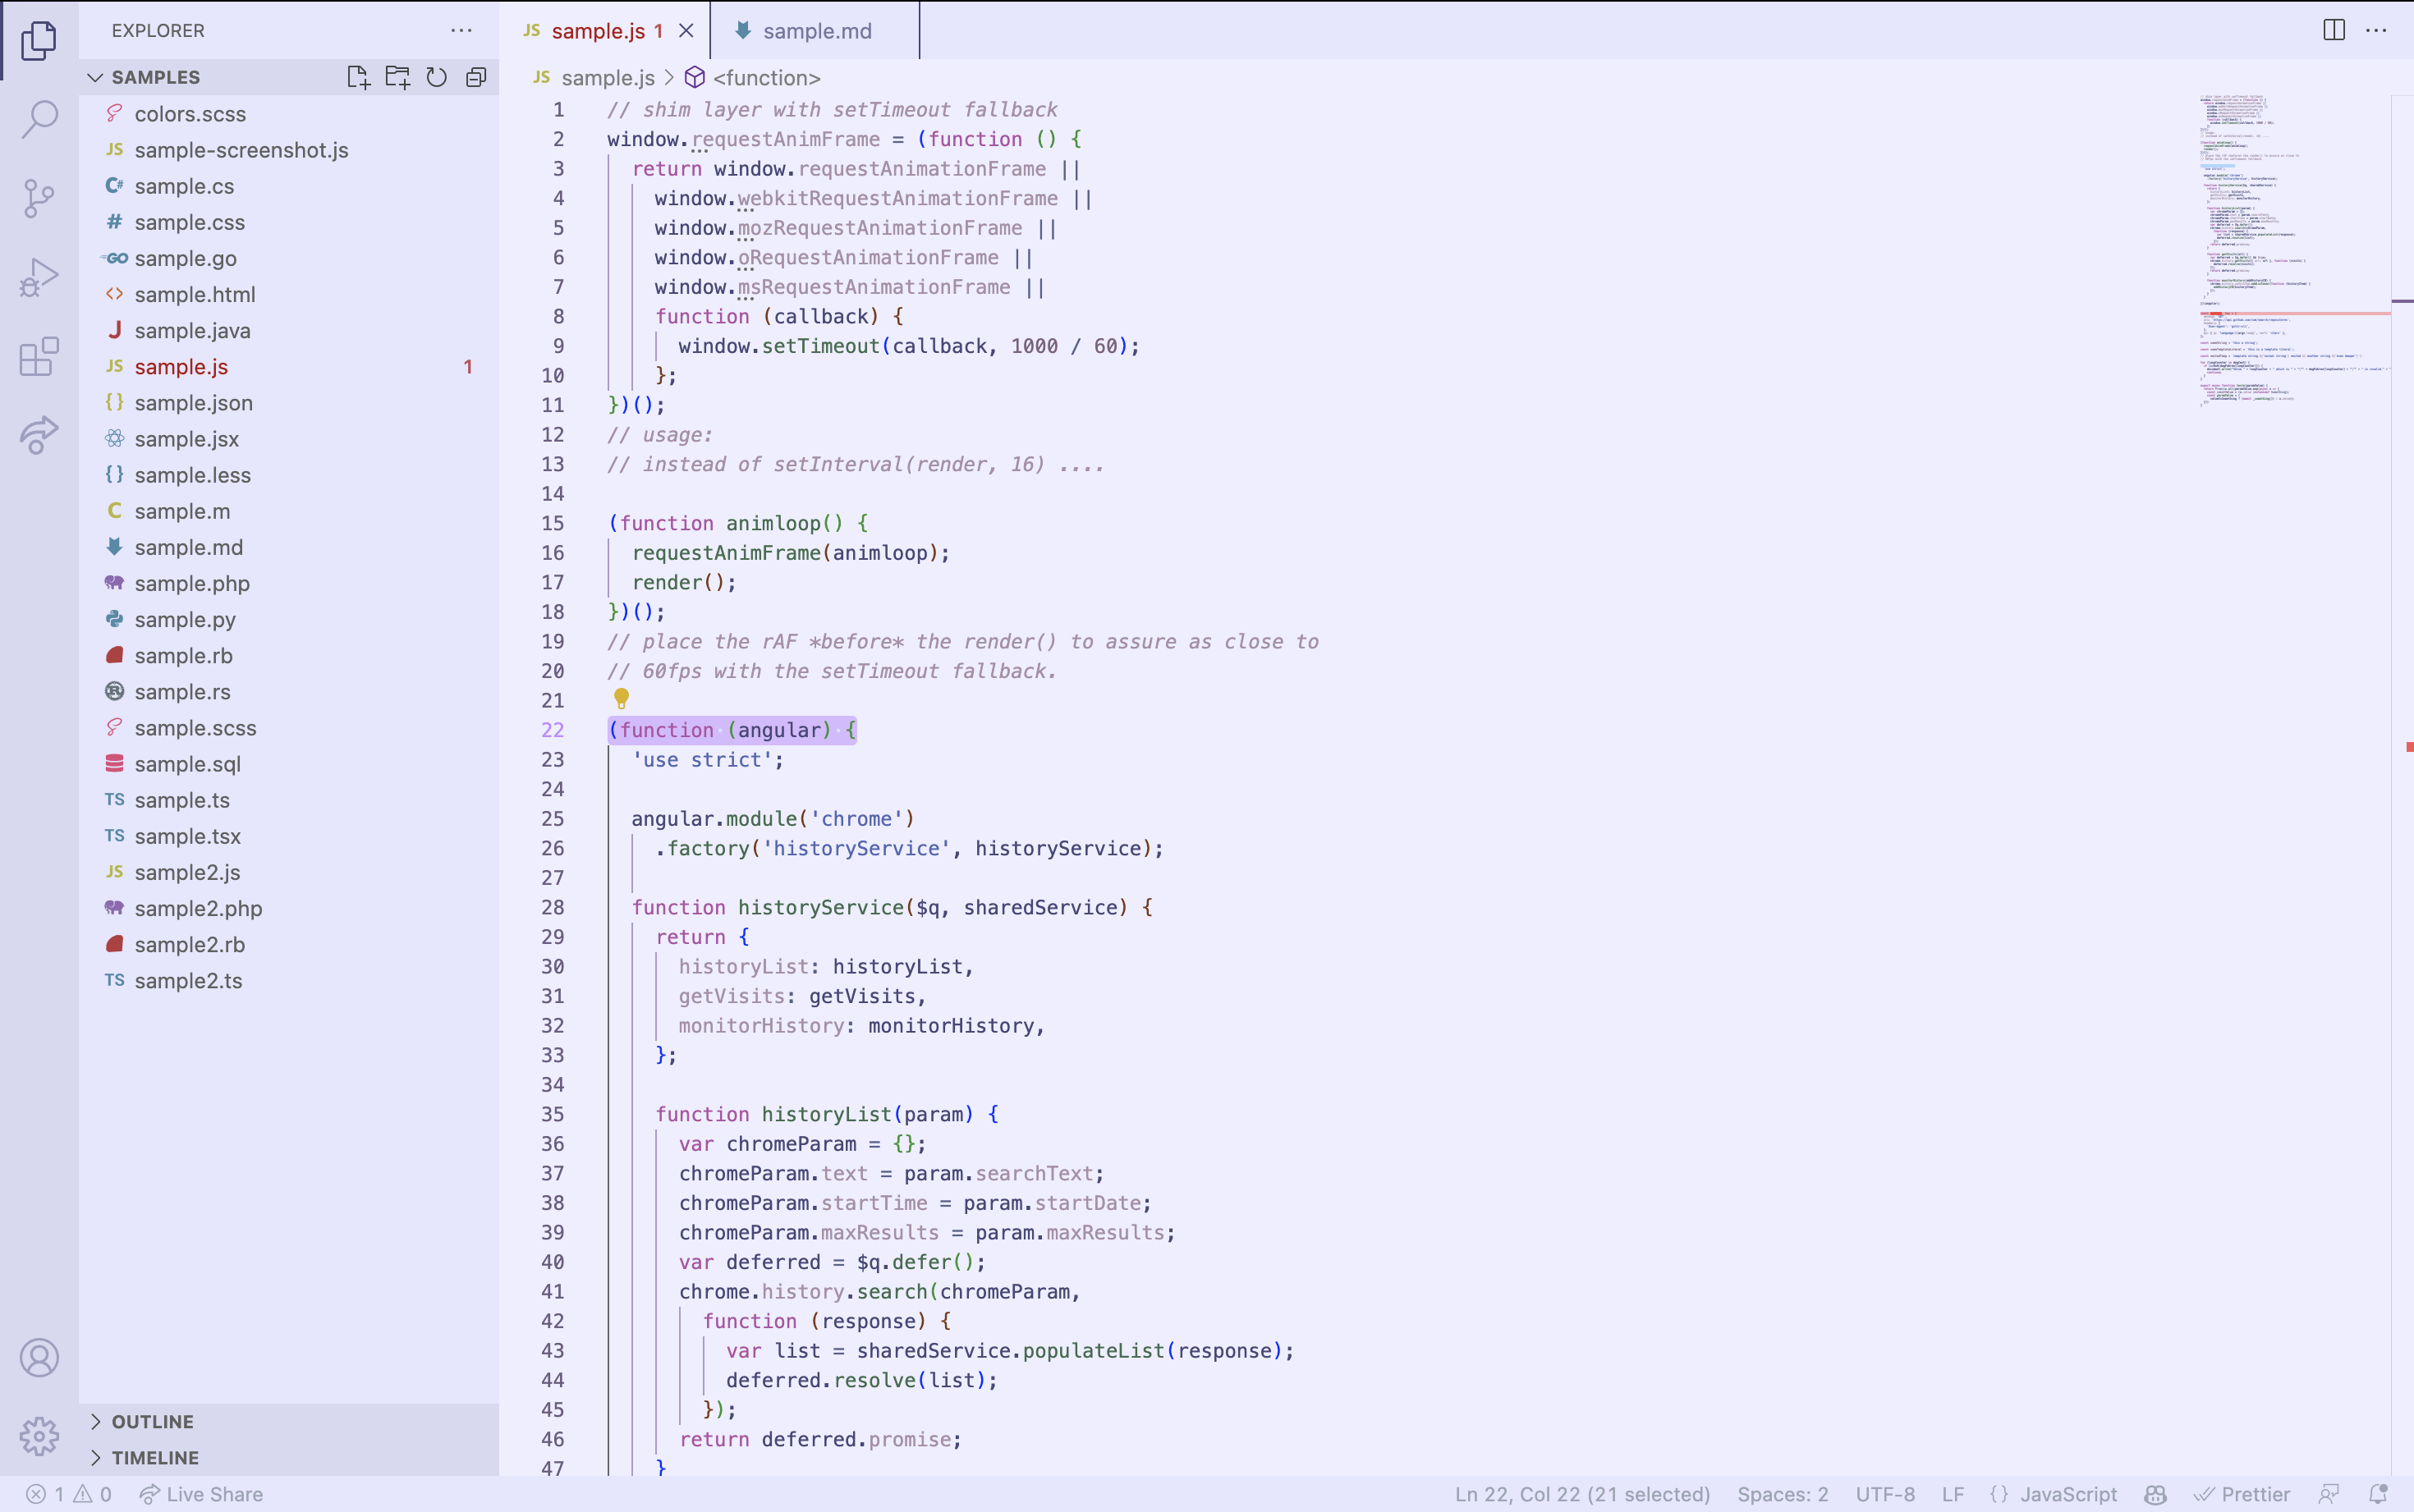 EXPLORER
SAMPLES
colors.scss
JS sample-screenshot.js
C# sample.cs
# sample.css
GO sample.go
<> sample.html
J sample.java
JS sample.js 1
{} sample.json
sample.jsx
{} sample.less
C sample.m
sample.md
sample.php
sample.py
sample.rb
sample.rs
sample.scss
sample.sql
TS sample.ts
TS sample.tsx
JS sample2.js
sample2.php
sample2.rb
TS sample2.ts
OUTLINE
TIMELINE
JS sample.js 1
sample.md
JS sample.js > <function>
1 // shim layer with setTimeout fallback
2 window.requestAnimFrame = (function () {
3 return window.requestAnimationFrame ||
4 window.webkitRequestAnimationFrame ||
5 window.mozRequestAnimationFrame ||
6 window.oRequestAnimationFrame ||
7 window.msRequestAnimationFrame ||
8 function (callback) {
9 window.setTimeout(callback, 1000 / 60);
10 };
11 })();
12 // usage:
13 // instead of setInterval(render, 16) ....
14
15 (function animloop() {
16 requestAnimFrame(animloop);
17 render();
18 })();
19 // place the rAF *before* the render() to assure as close to
20 // 60fps with the setTimeout fallback.
21
22 (function (angular) {
23 'use strict';
24
25 angular.module('chrome')
26 .factory('historyService', historyService);
27
28 function historyService($q, sharedService) {
29 return {
30 historyList: historyList,
31 getVisits: getVisits,
32 monitorHistory: monitorHistory,
33 };
34
35 function historyList(param) {
36 var chromeParam = {};
37 chromeParam.text = param.searchText;
38 chromeParam.startTime = param.startDate;
39 chromeParam.maxResults = param.maxResults;
40 var deferred = $q.defer();
41 chrome.history.search(chromeParam,
42 function (response) {
43 var list = sharedService.populateList(response);
44 deferred.resolve(list);
45 });
46 return deferred.promise;
47 }
1 0 Live Share
Ln 22, Col 22 (21 selected) Spaces: 2 UTF-8 LF {} JavaScript Prettier